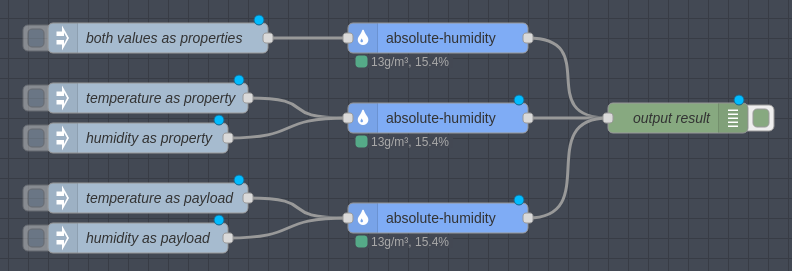 both values as properties
absolute-humidity
13g/m³, 15.4%
temperature as property
humidity as property
absolute-humidity
13g/m³, 15.4%
output result
temperature as payload
humidity as payload
absolute-humidity
13g/m³, 15.4%